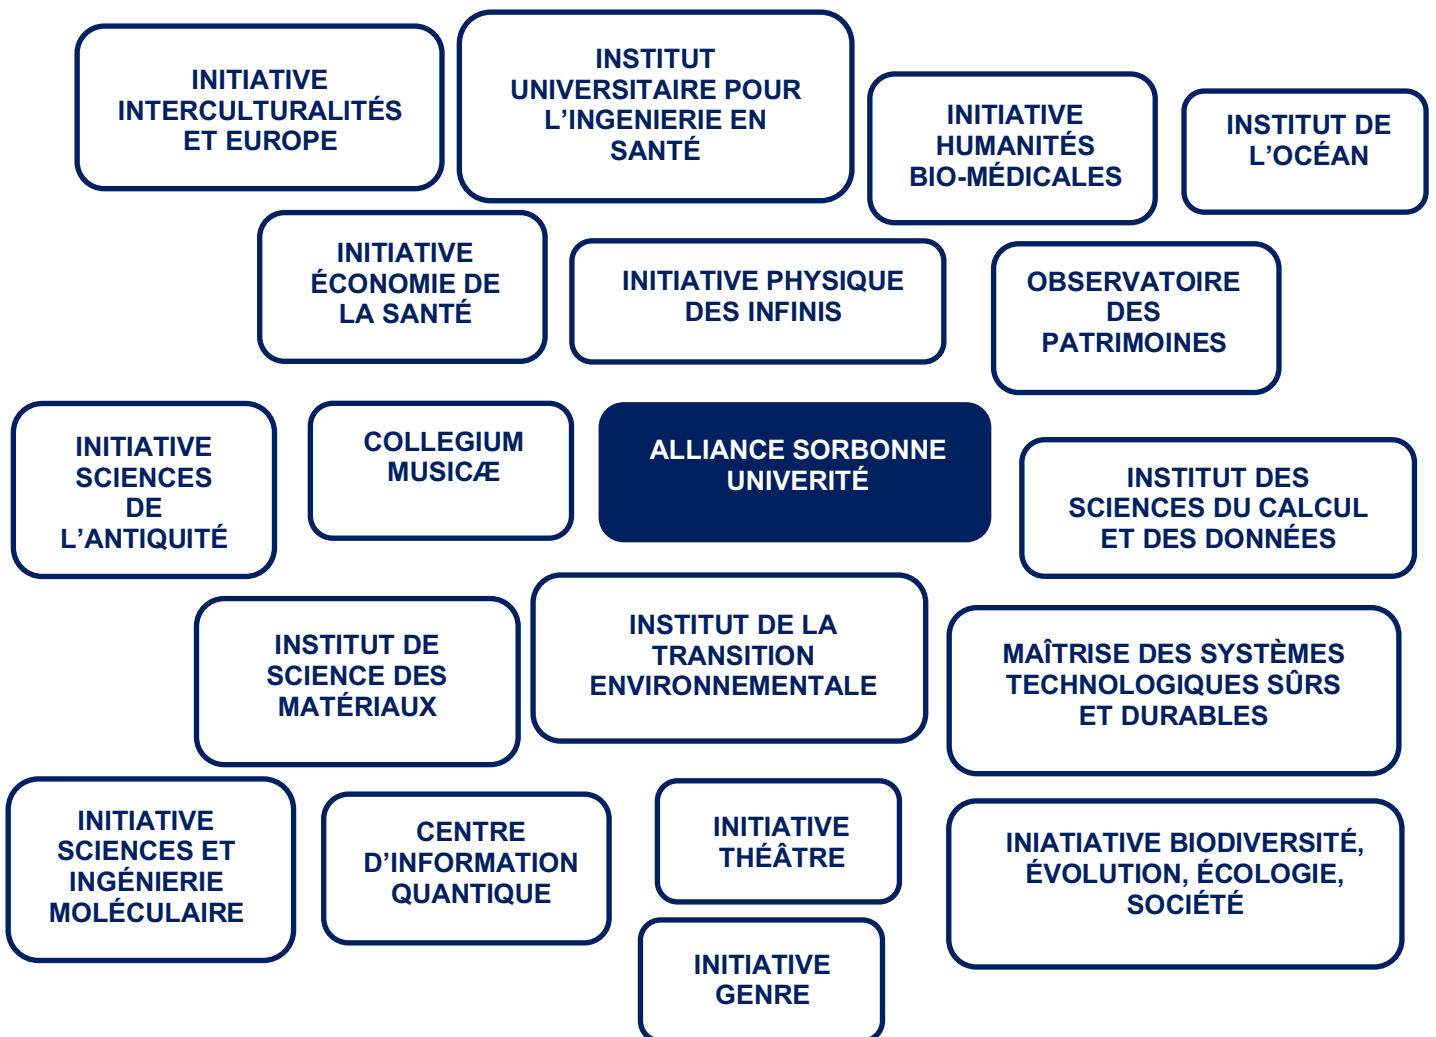 INITIATIVE
INTERCULTURALITÉS
ET EUROPE
INSTITUT
UNIVERSITAIRE POUR
L’INGENIERIE EN
SANTÉ
INITIATIVE
HUMANITÉS
BIO-MÉDICALES
INSTITUT DE
L’OCÉAN
INITIATIVE
ÉCONOMIE DE
LA SANTÉ
INITIATIVE PHYSIQUE
DES INFINIS
OBSERVATOIRE
DES
PATRIMOINES
INITIATIVE
SCIENCES
DE
L’ANTIQUITÉ
COLLEGIUM
MUSICÆ
ALLIANCE SORBONNE
UNIVERITÉ
INSTITUT DES
SCIENCES DU CALCUL
ET DES DONNÉES
INSTITUT DE
SCIENCE DES
MATÉRIAUX
INSTITUT DE LA
TRANSITION
ENVIRONNEMENTALE
MAÎTRISE DES SYSTÈMES
TECHNOLOGIQUES SÛRS
ET DURABLES
INITIATIVE
SCIENCES ET
INGÉNIERIE
MOLÉCULAIRE
CENTRE
D’INFORMATION
QUANTIQUE
INITIATIVE
THÉÂTRE
INIATIATIVE BIODIVERSITÉ,
ÉVOLUTION, ÉCOLOGIE,
SOCIÉTÉ
INITIATIVE
GENRE